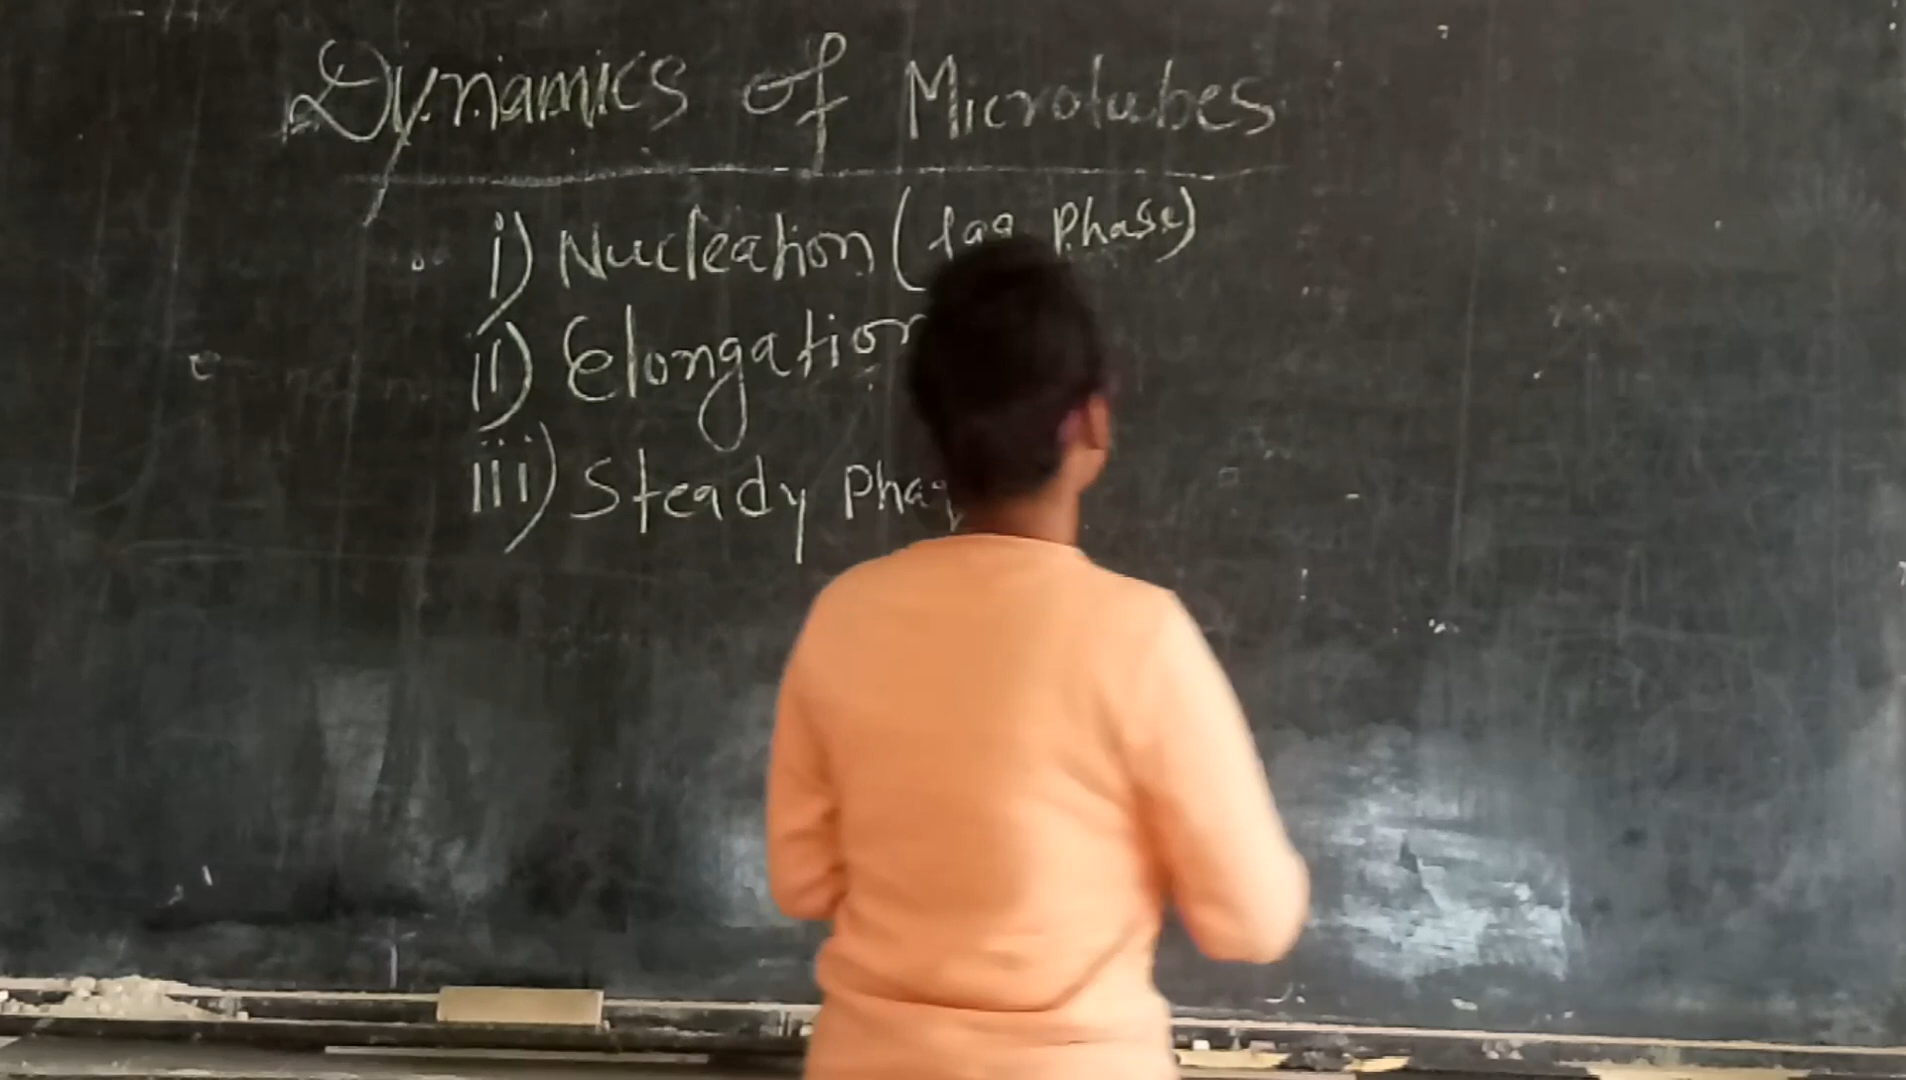 Dynamics of Microtubes
i) Nucleation (lag Phase)
ii) Elongation
iii) Steady